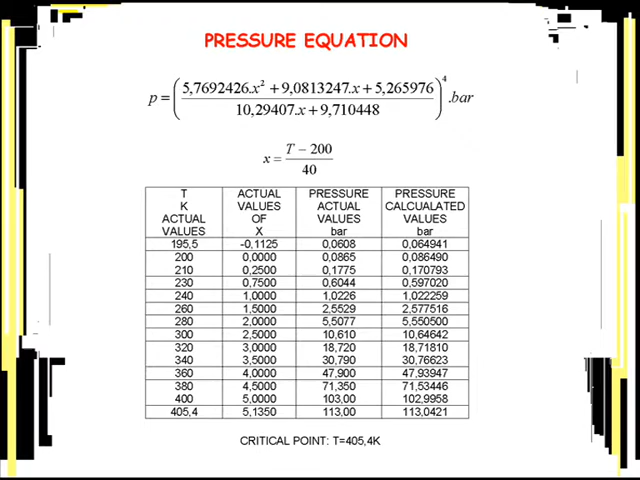 PRESSURE EQUATION
p = ( (5,7692426.x² + 9,0813247.x + 5,265976) / (10,29407.x + 9,710448) )⁴ .bar
x = (T − 200) / 40
T K ACTUAL VALUES | ACTUAL VALUES OF X | PRESSURE ACTUAL VALUES bar | PRESSURE CALCUALATED VALUES bar
195,5 | -0,1125 | 0,0608 | 0,064941
200 | 0,0000 | 0,0865 | 0,086490
210 | 0,2500 | 0,1775 | 0,170793
230 | 0,7500 | 0,6044 | 0,597020
240 | 1,0000 | 1,0226 | 1,022259
260 | 1,5000 | 2,5529 | 2,577516
280 | 2,0000 | 5,5077 | 5,550500
300 | 2,5000 | 10,610 | 10,64642
320 | 3,0000 | 18,720 | 18,71810
340 | 3,5000 | 30,790 | 30,76623
360 | 4,0000 | 47,900 | 47,93947
380 | 4,5000 | 71,350 | 71,53446
400 | 5,0000 | 103,00 | 102,9958
405,4 | 5,1350 | 113,00 | 113,0421
CRITICAL POINT: T=405,4K